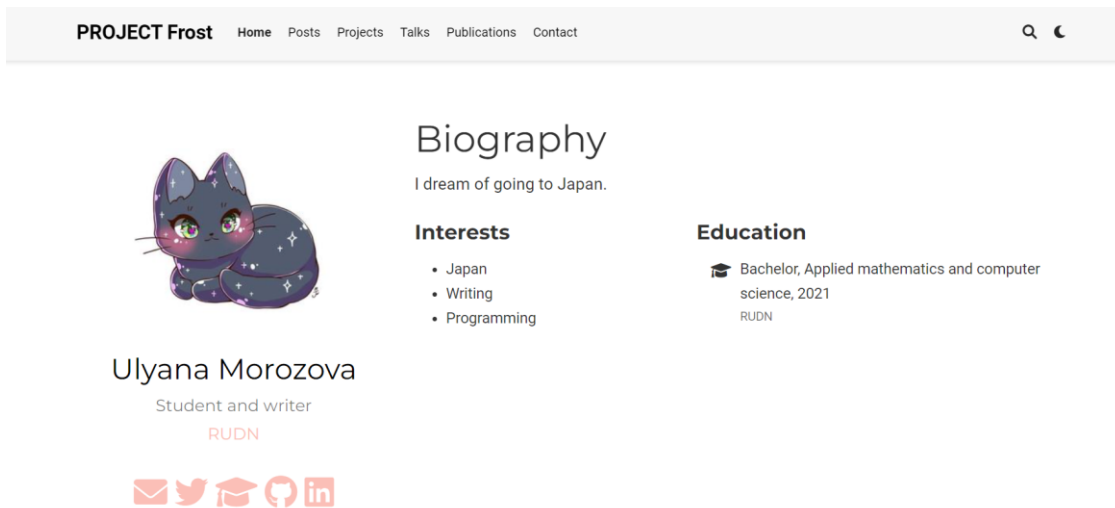 PROJECT Frost Home Posts Projects Talks Publications Contact
Biography
I dream of going to Japan.
Interests
Japan
Writing
Programming
Education
Bachelor, Applied mathematics and computer
science, 2021
RUDN
Ulyana Morozova
Student and writer
RUDN
in